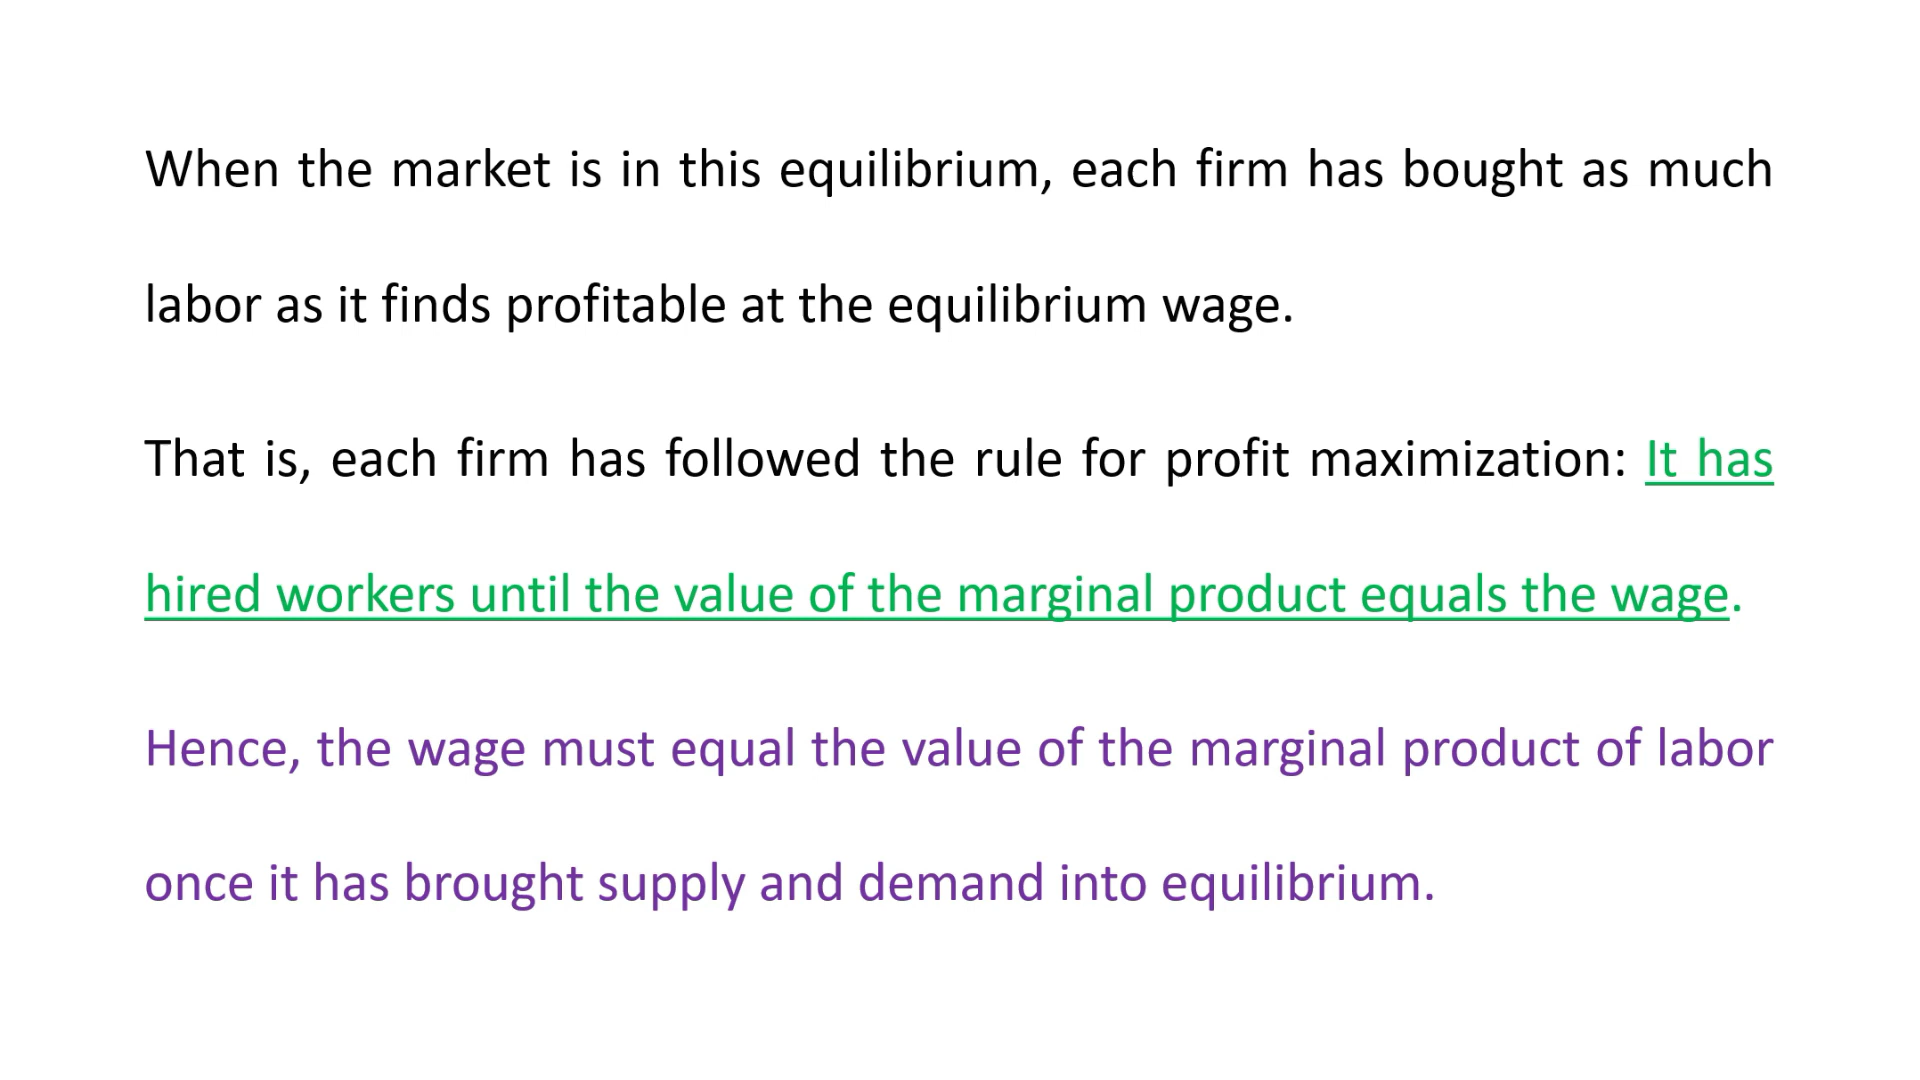 When the market is in this equilibrium, each firm has bought as much
labor as it finds profitable at the equilibrium wage.
That is, each firm has followed the rule for profit maximization: It has
hired workers until the value of the marginal product equals the wage.
Hence, the wage must equal the value of the marginal product of labor
once it has brought supply and demand into equilibrium.